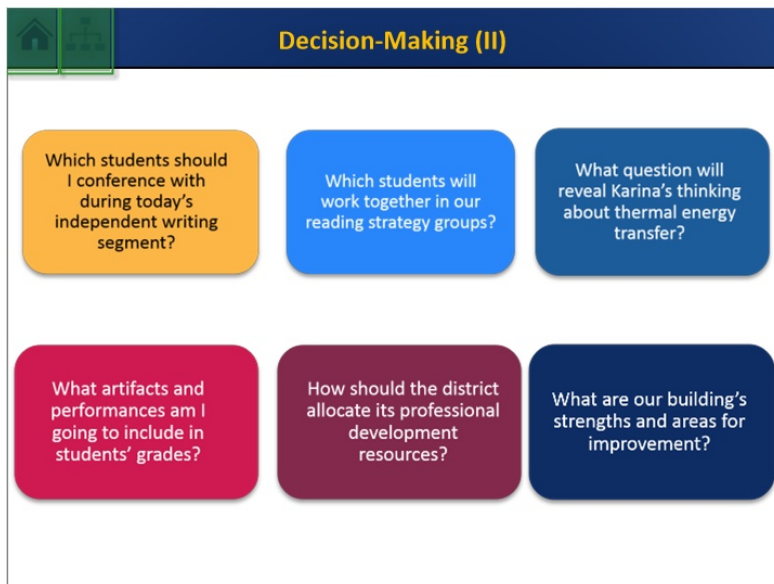 Decision-Making (II)
Which students should
I conference with
during today’s
independent writing
segment?
Which students will
work together in our
reading strategy groups?
What question will
reveal Karina’s thinking
about thermal energy
transfer?
What artifacts and
performances am I
going to include in
students’ grades?
How should the district
allocate its professional
development
resources?
What are our building’s
strengths and areas for
improvement?